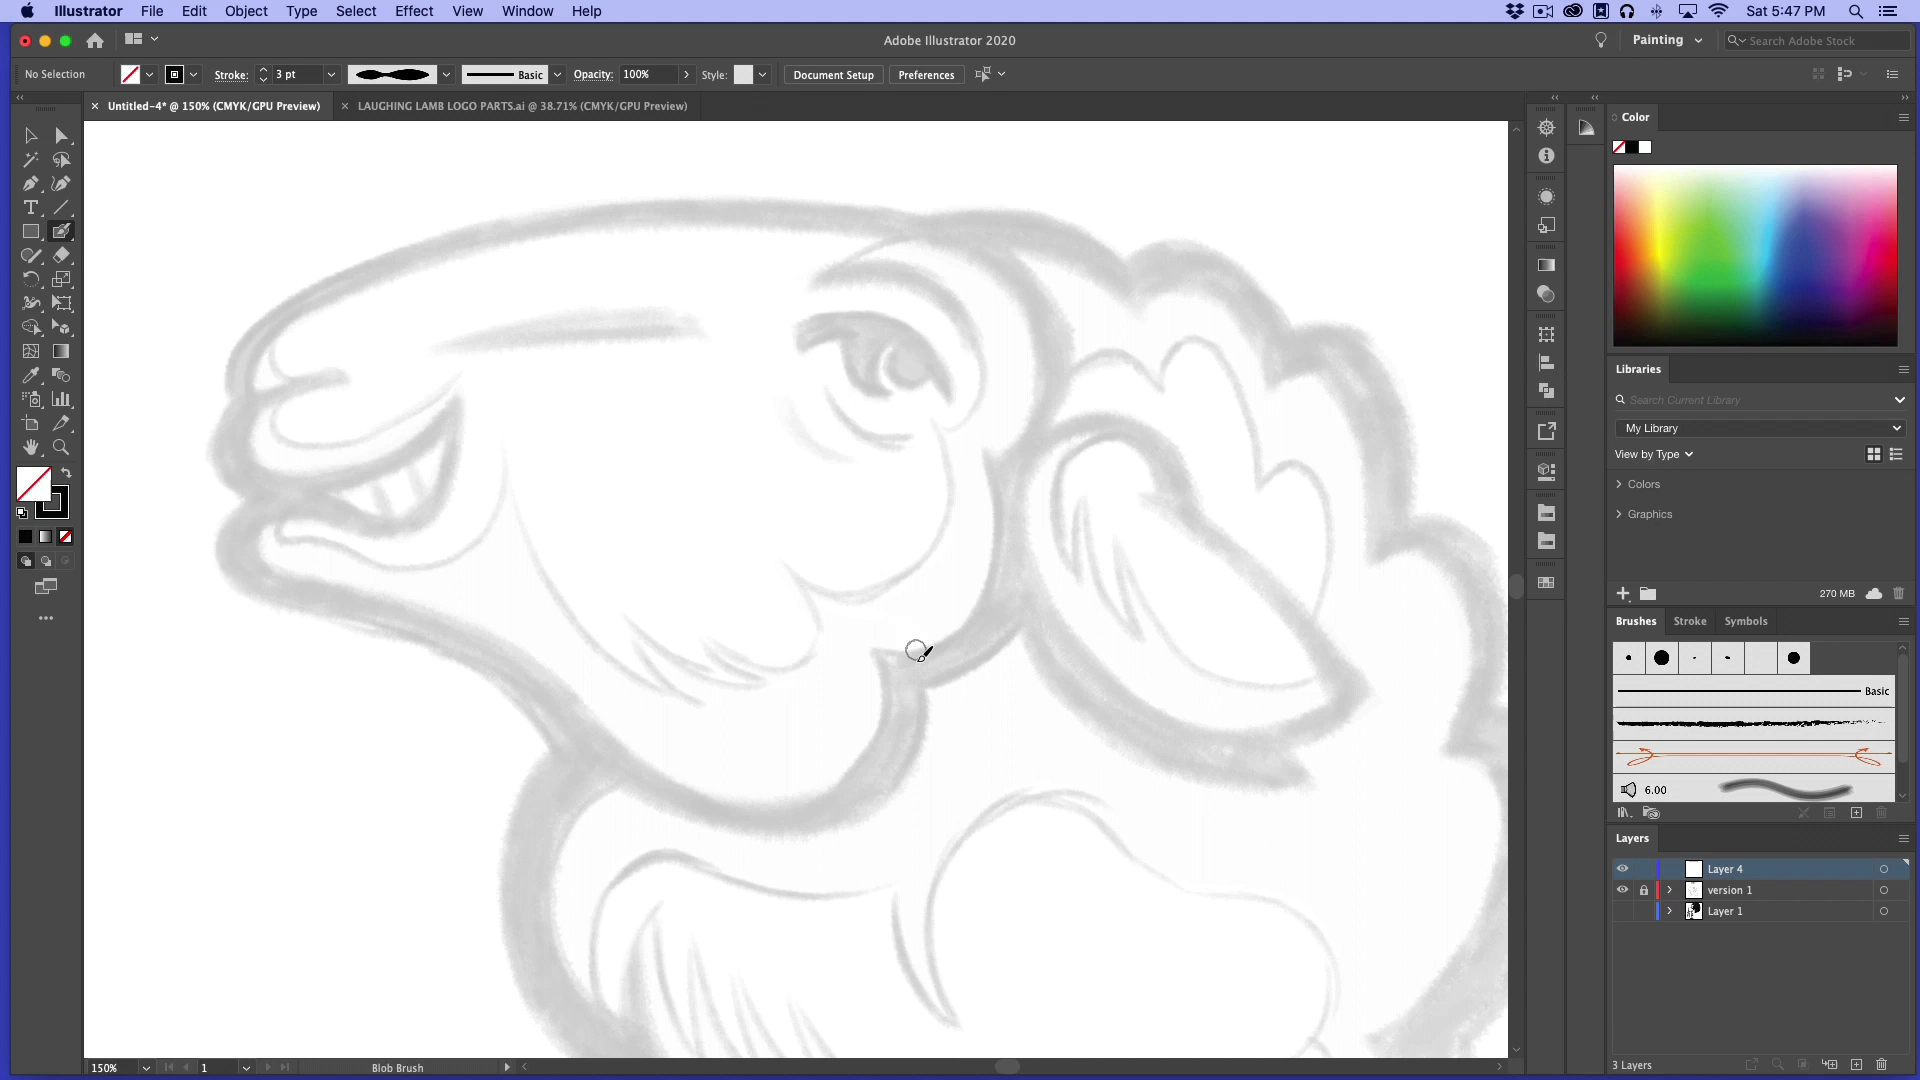 Illustrator File Edit Object Type Select Effect View Window Help Sat 5:47 PM
Adobe Illustrator 2020 Painting Search Adobe Stock
No Selection Stroke: 3 pt Basic Opacity: 100% Style: Document Setup Preferences
Untitled-4* @ 150% (CMYK/GPU Preview) LAUGHING LAMB LOGO PARTS.ai @ 38.71% (CMYK/GPU Preview)
Color
Libraries
Search Current Library
My Library
View by Type
Colors
Graphics
270 MB
Brushes Stroke Symbols
Basic
6.00
Layers
Layer 4
version 1
Layer 1
3 Layers
150% 1 Blob Brush